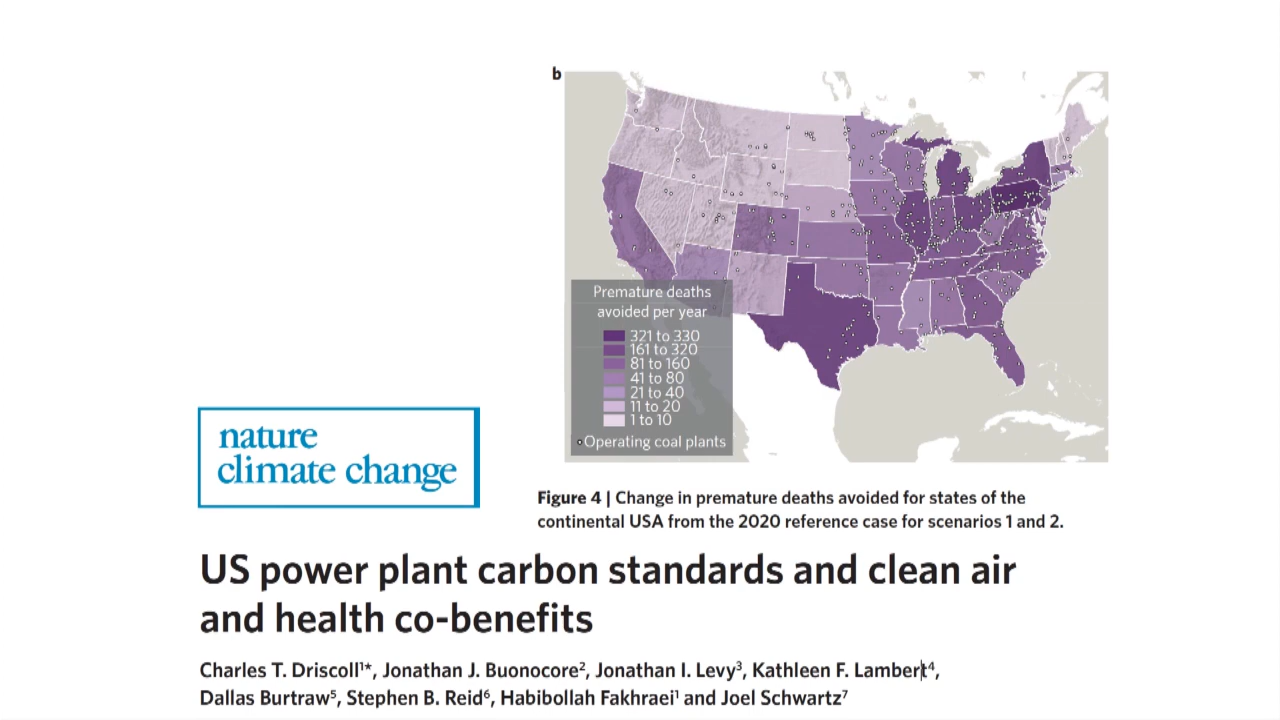 b
Premature deaths
avoided per year
321 to 330
161 to 320
81 to 160
41 to 80
21 to 40
11 to 20
1 to 10
Operating coal plants
nature
climate change
Figure 4 | Change in premature deaths avoided for states of the
continental USA from the 2020 reference case for scenarios 1 and 2.
US power plant carbon standards and clean air
and health co-benefits
Charles T. Driscoll¹*, Jonathan J. Buonocore², Jonathan I. Levy³, Kathleen F. Lambert⁴,
Dallas Burtraw⁵, Stephen B. Reid⁶, Habibollah Fakhraei¹ and Joel Schwartz⁷